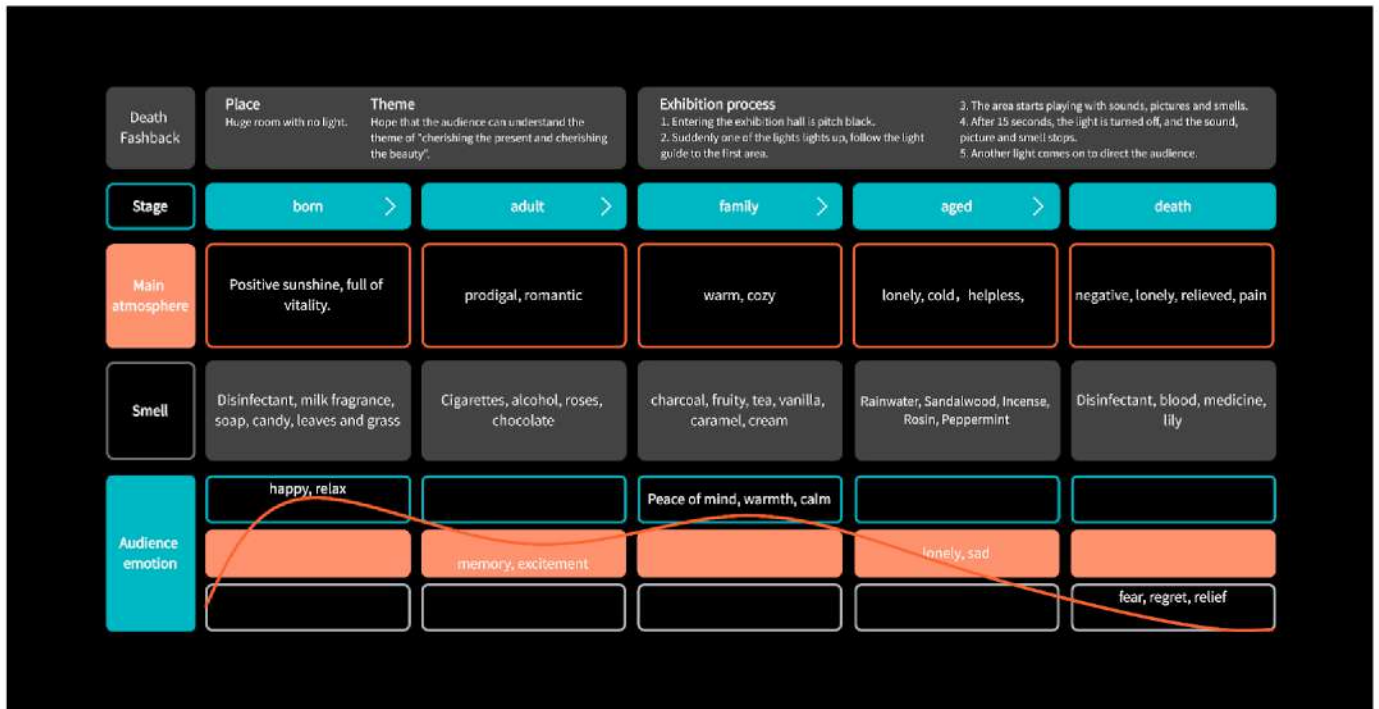 Death
Fashback
Place
Huge room with no light.
Theme
Hope that the audience can understand the
theme of "cherishing the present and cherishing
the beauty".
Exhibition process
1. Entering the exhibition hall is pitch black.
2. Suddenly one of the lights lights up, follow the light
guide to the first area.
3. The area starts playing with sounds, pictures and smells.
4. After 15 seconds, the light is turned off, and the sound,
picture and smell stops.
5. Another light comes on to direct the audience.
Stage
born
adult
family
aged
death
Main
atmosphere
Positive sunshine, full of
vitality.
prodigal, romantic
warm, cozy
lonely, cold，helpless,
negative, lonely, relieved, pain
Smell
Disinfectant, milk fragrance,
soap, candy, leaves and grass
Cigarettes, alcohol, roses,
chocolate
charcoal, fruity, tea, vanilla,
caramel, cream
Rainwater, Sandalwood, Incense,
Rosin, Peppermint
Disinfectant, blood, medicine,
lily
Audience
emotion
happy, relax
memory, excitement
Peace of mind, warmth, calm
lonely, sad
fear, regret, relief